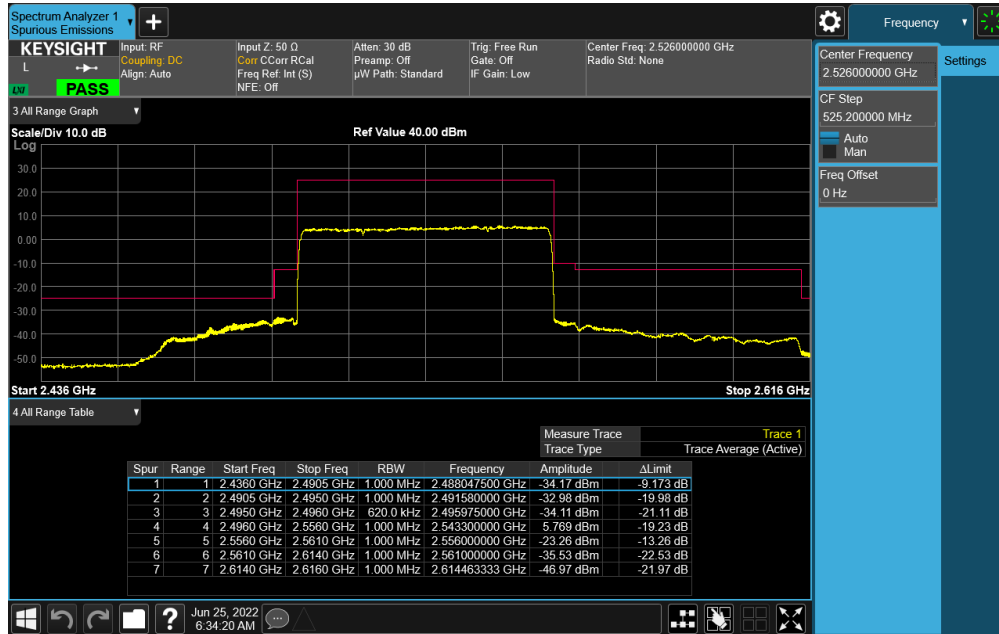 Spectrum Analyzer 1
Spurious Emissions
Frequency
KEYSIGHT
L
LXI
PASS
Input: RF
Coupling: DC
Align: Auto
Input Z: 50 Ω
Corr CCorr RCal
Freq Ref: Int (S)
NFE: Off
Atten: 30 dB
Preamp: Off
µW Path: Standard
Trig: Free Run
Gate: Off
IF Gain: Low
Center Freq: 2.526000000 GHz
Radio Std: None
Center Frequency
2.526000000 GHz
Settings
CF Step
525.200000 MHz
Auto
Man
Freq Offset
0 Hz
3 All Range Graph
Scale/Div 10.0 dB
Ref Value 40.00 dBm
Log
30.0
20.0
10.0
0.00
-10.0
-20.0
-30.0
-40.0
-50.0
Start 2.436 GHz
Stop 2.616 GHz
4 All Range Table
Measure Trace Trace 1
Trace Type Trace Average (Active)
Spur Range Start Freq Stop Freq RBW Frequency Amplitude ΔLimit
1 1 2.4360 GHz 2.4905 GHz 1.000 MHz 2.488047500 GHz -34.17 dBm -9.173 dB
2 2 2.4905 GHz 2.4950 GHz 1.000 MHz 2.491580000 GHz -32.98 dBm -19.98 dB
3 3 2.4950 GHz 2.4960 GHz 620.0 kHz 2.495975000 GHz -34.11 dBm -21.11 dB
4 4 2.4960 GHz 2.5560 GHz 1.000 MHz 2.543300000 GHz 5.769 dBm -19.23 dB
5 5 2.5560 GHz 2.5610 GHz 1.000 MHz 2.556000000 GHz -23.26 dBm -13.26 dB
6 6 2.5610 GHz 2.6140 GHz 1.000 MHz 2.561000000 GHz -35.53 dBm -22.53 dB
7 7 2.6140 GHz 2.6160 GHz 1.000 MHz 2.614463333 GHz -46.97 dBm -21.97 dB
Jun 25, 2022
6:34:20 AM